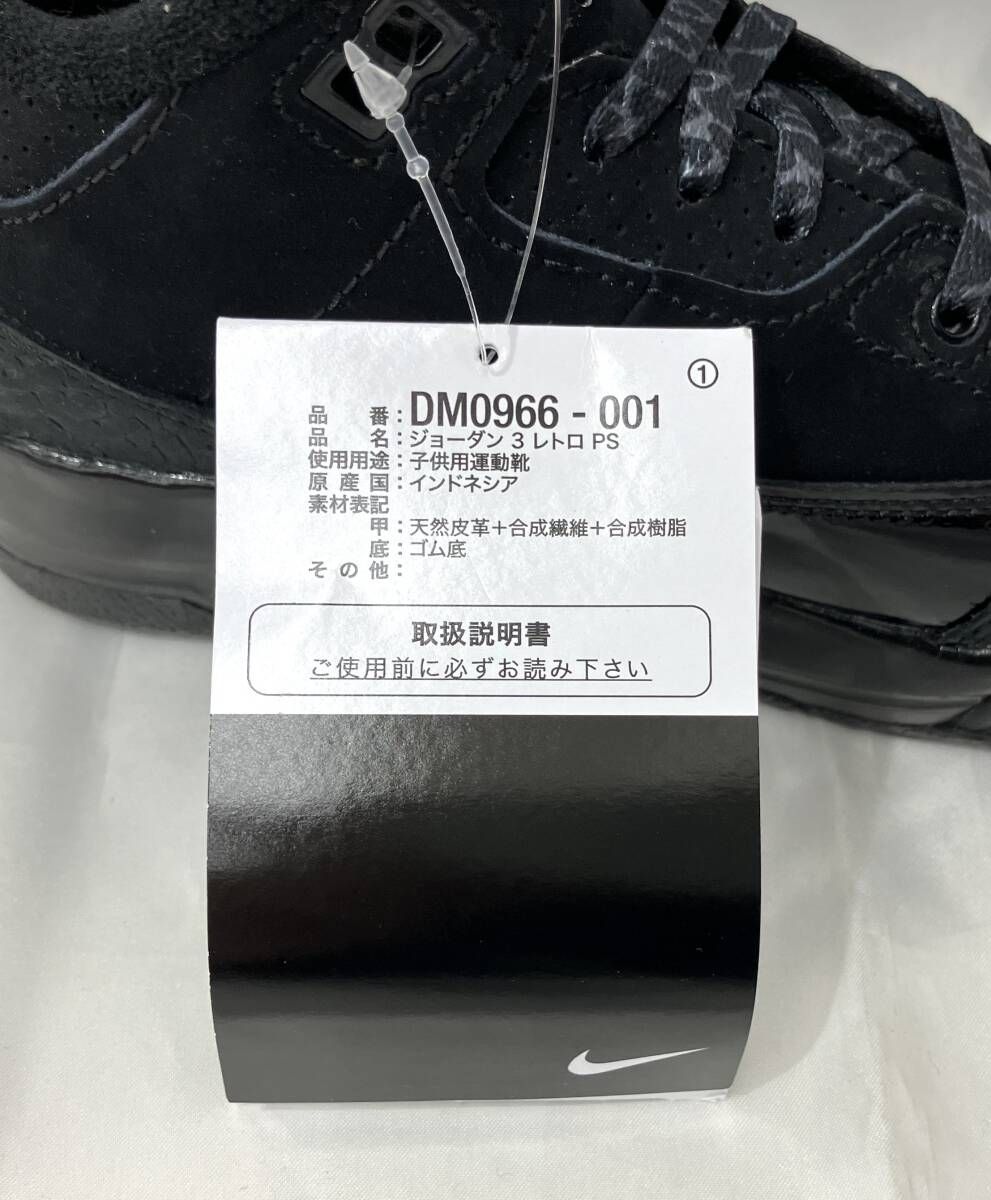 ①
品番：DM0966 - 001
品名：ジョーダン 3 レトロ PS
使用用途：子供用運動靴
原産国：インドネシア
素材表記
甲：天然皮革＋合成繊維＋合成樹脂
底：ゴム底
その他：
取扱説明書
ご使用前に必ずお読み下さい